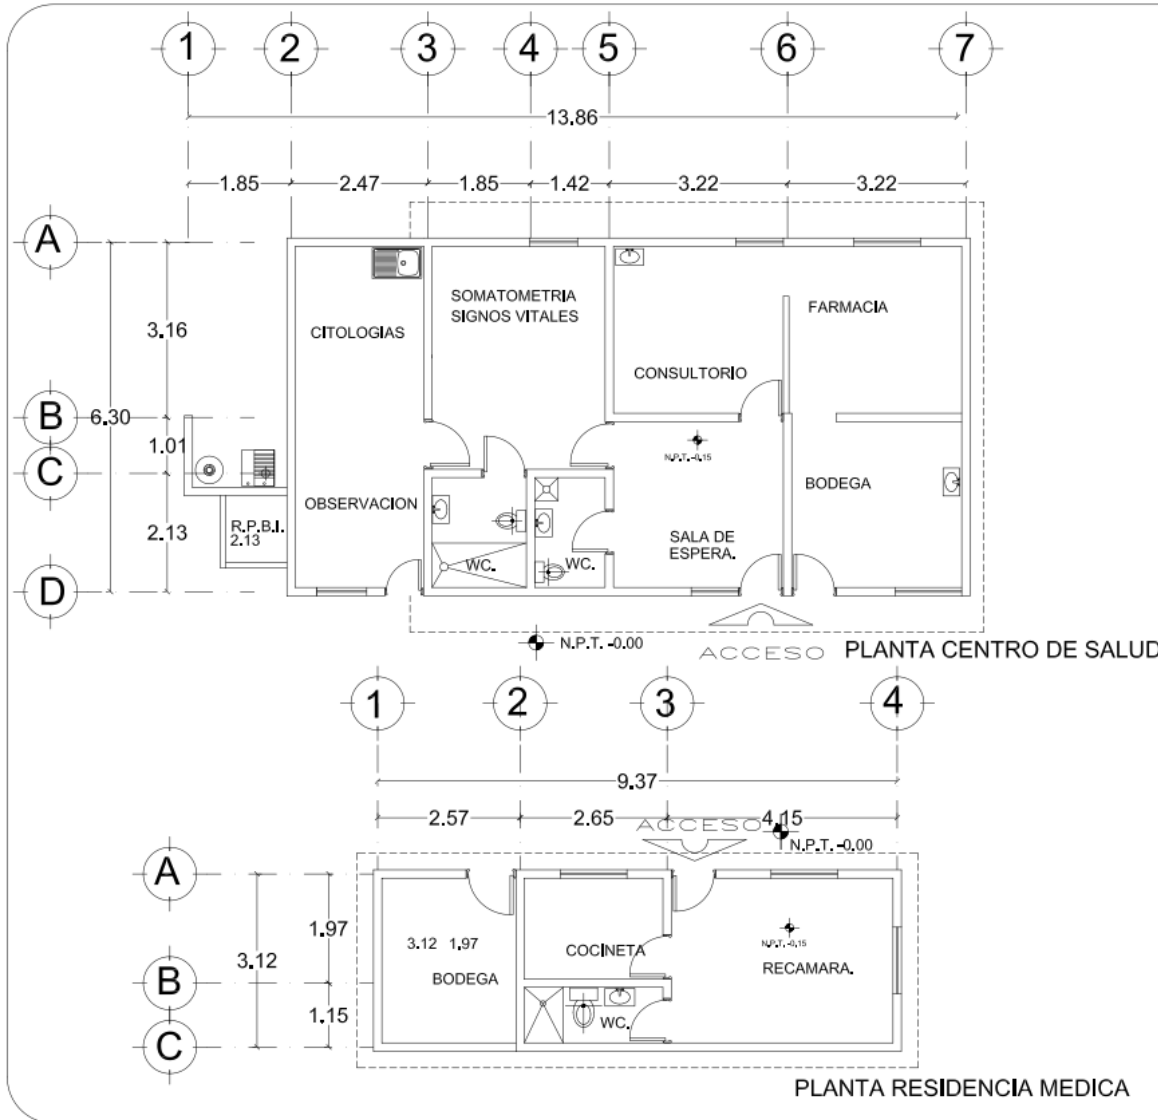 1 2 3 4 5 6 7
13.86
1.85 2.47 1.85 1.42 3.22 3.22
A
SOMATOMETRIA
SIGNOS VITALES
FARMACIA
3.16
CITOLOGIAS
CONSULTORIO
B
6.30
1.01
N.P.T. -0.15
C
OBSERVACION
BODEGA
R.P.B.I.
2.13
2.13
SALA DE
ESPERA.
WC.
WC.
D
N.P.T. -0.00
ACCESO
PLANTA CENTRO DE SALUD
1 2 3 4
9.37
2.57 2.65 4.15
ACCESO
N.P.T. -0.00
A
1.97
3.12 1.97
COCINETA
N.P.T. -0.15
3.12
BODEGA
RECAMARA.
B
1.15
WC.
C
PLANTA RESIDENCIA MEDICA